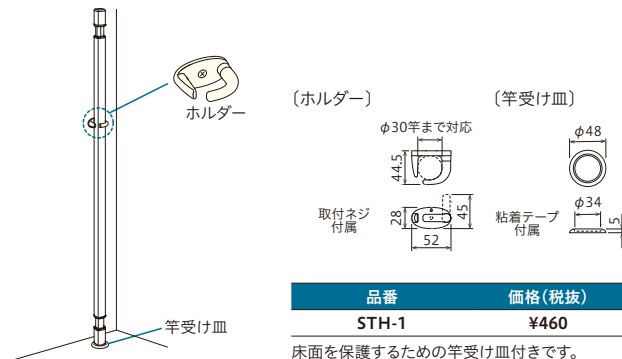 ホルダー
竿受け皿
〔ホルダー〕
φ30竿まで対応
44.5
取付ネジ
付属
28
45
52
〔竿受け皿〕
φ48
φ34
粘着テープ
付属
5
品番 価格(税抜)
STH-1 ¥460
床面を保護するための竿受け皿付きです。